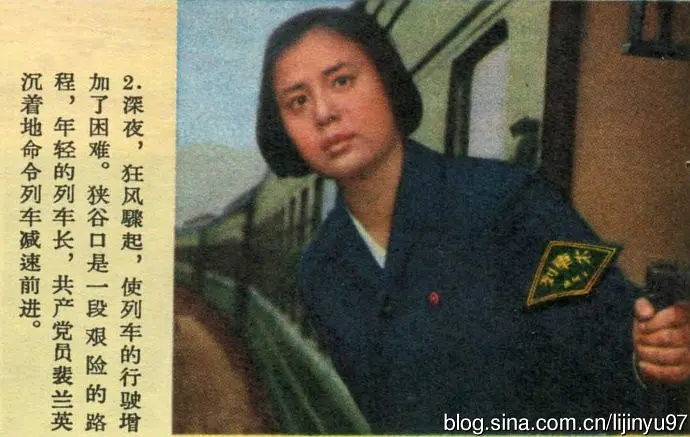 2.深夜，狂风骤起，使列车的行驶增
加了困难。狭谷口是一段艰险的路
程，年轻的列车长，共产党员裴兰英
沉着地命令列车减速前进。
列车长
blog.sina.com.cn/lijinyu97